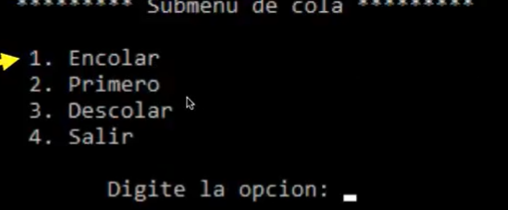 ********* Submenu de cola *********
1. Encolar
2. Primero
3. Descolar
4. Salir
Digite la opcion: